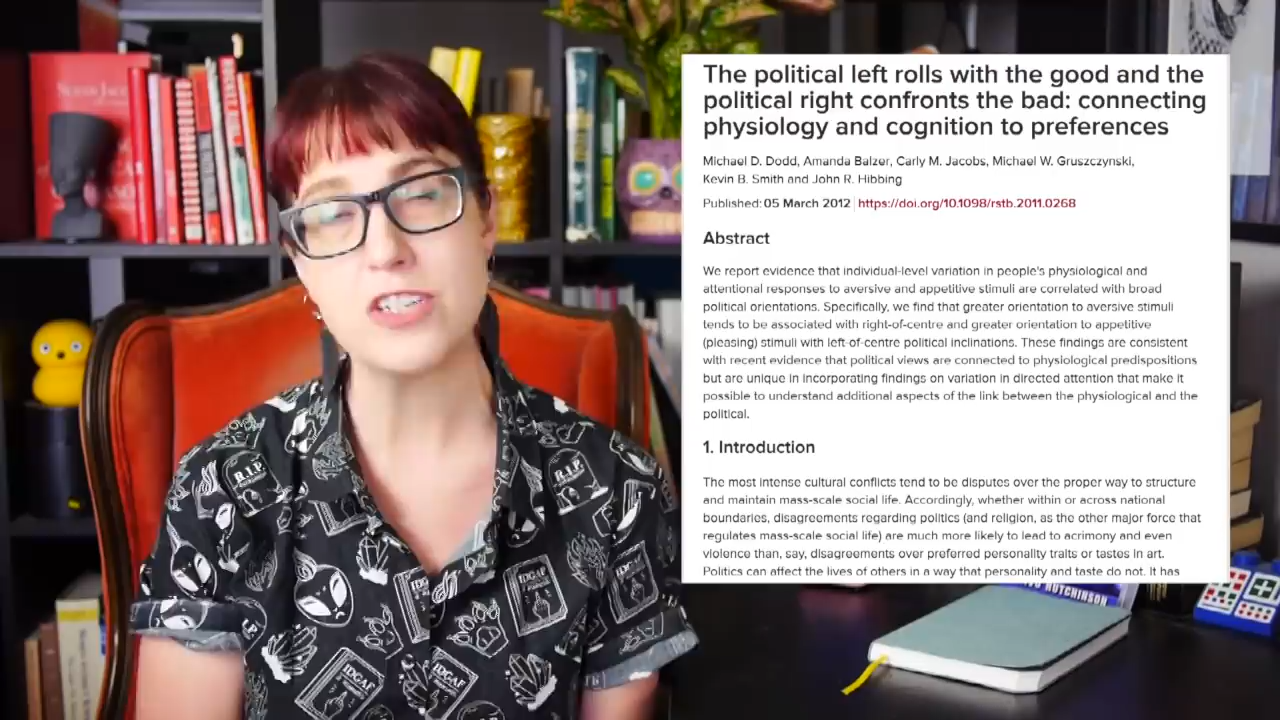 The political left rolls with the good and the
political right confronts the bad: connecting
physiology and cognition to preferences
Michael D. Dodd, Amanda Balzer, Carly M. Jacobs, Michael W. Gruszczynski,
Kevin B. Smith and John R. Hibbing
Published: 05 March 2012 | https://doi.org/10.1098/rstb.2011.0268
Abstract
We report evidence that individual-level variation in people's physiological and
attentional responses to aversive and appetitive stimuli are correlated with broad
political orientations. Specifically, we find that greater orientation to aversive stimuli
tends to be associated with right-of-centre and greater orientation to appetitive
(pleasing) stimuli with left-of-centre political inclinations. These findings are consistent
with recent evidence that political views are connected to physiological predispositions
but are unique in incorporating findings on variation in directed attention that make it
possible to understand additional aspects of the link between the physiological and the
political.
1. Introduction
The most intense cultural conflicts tend to be disputes over the proper way to structure
and maintain mass-scale social life. Accordingly, whether within or across national
boundaries, disagreements regarding politics (and religion, as the other major force that
regulates mass-scale social life) are much more likely to lead to acrimony and even
violence than, say, disagreements over preferred personality traits or tastes in art.
Politics can affect the lives of others in a way that personality and taste do not. It has
HUTCHINSON
R.I.P.
R.I.P.
IDGAF
IDGAF
IDGAF